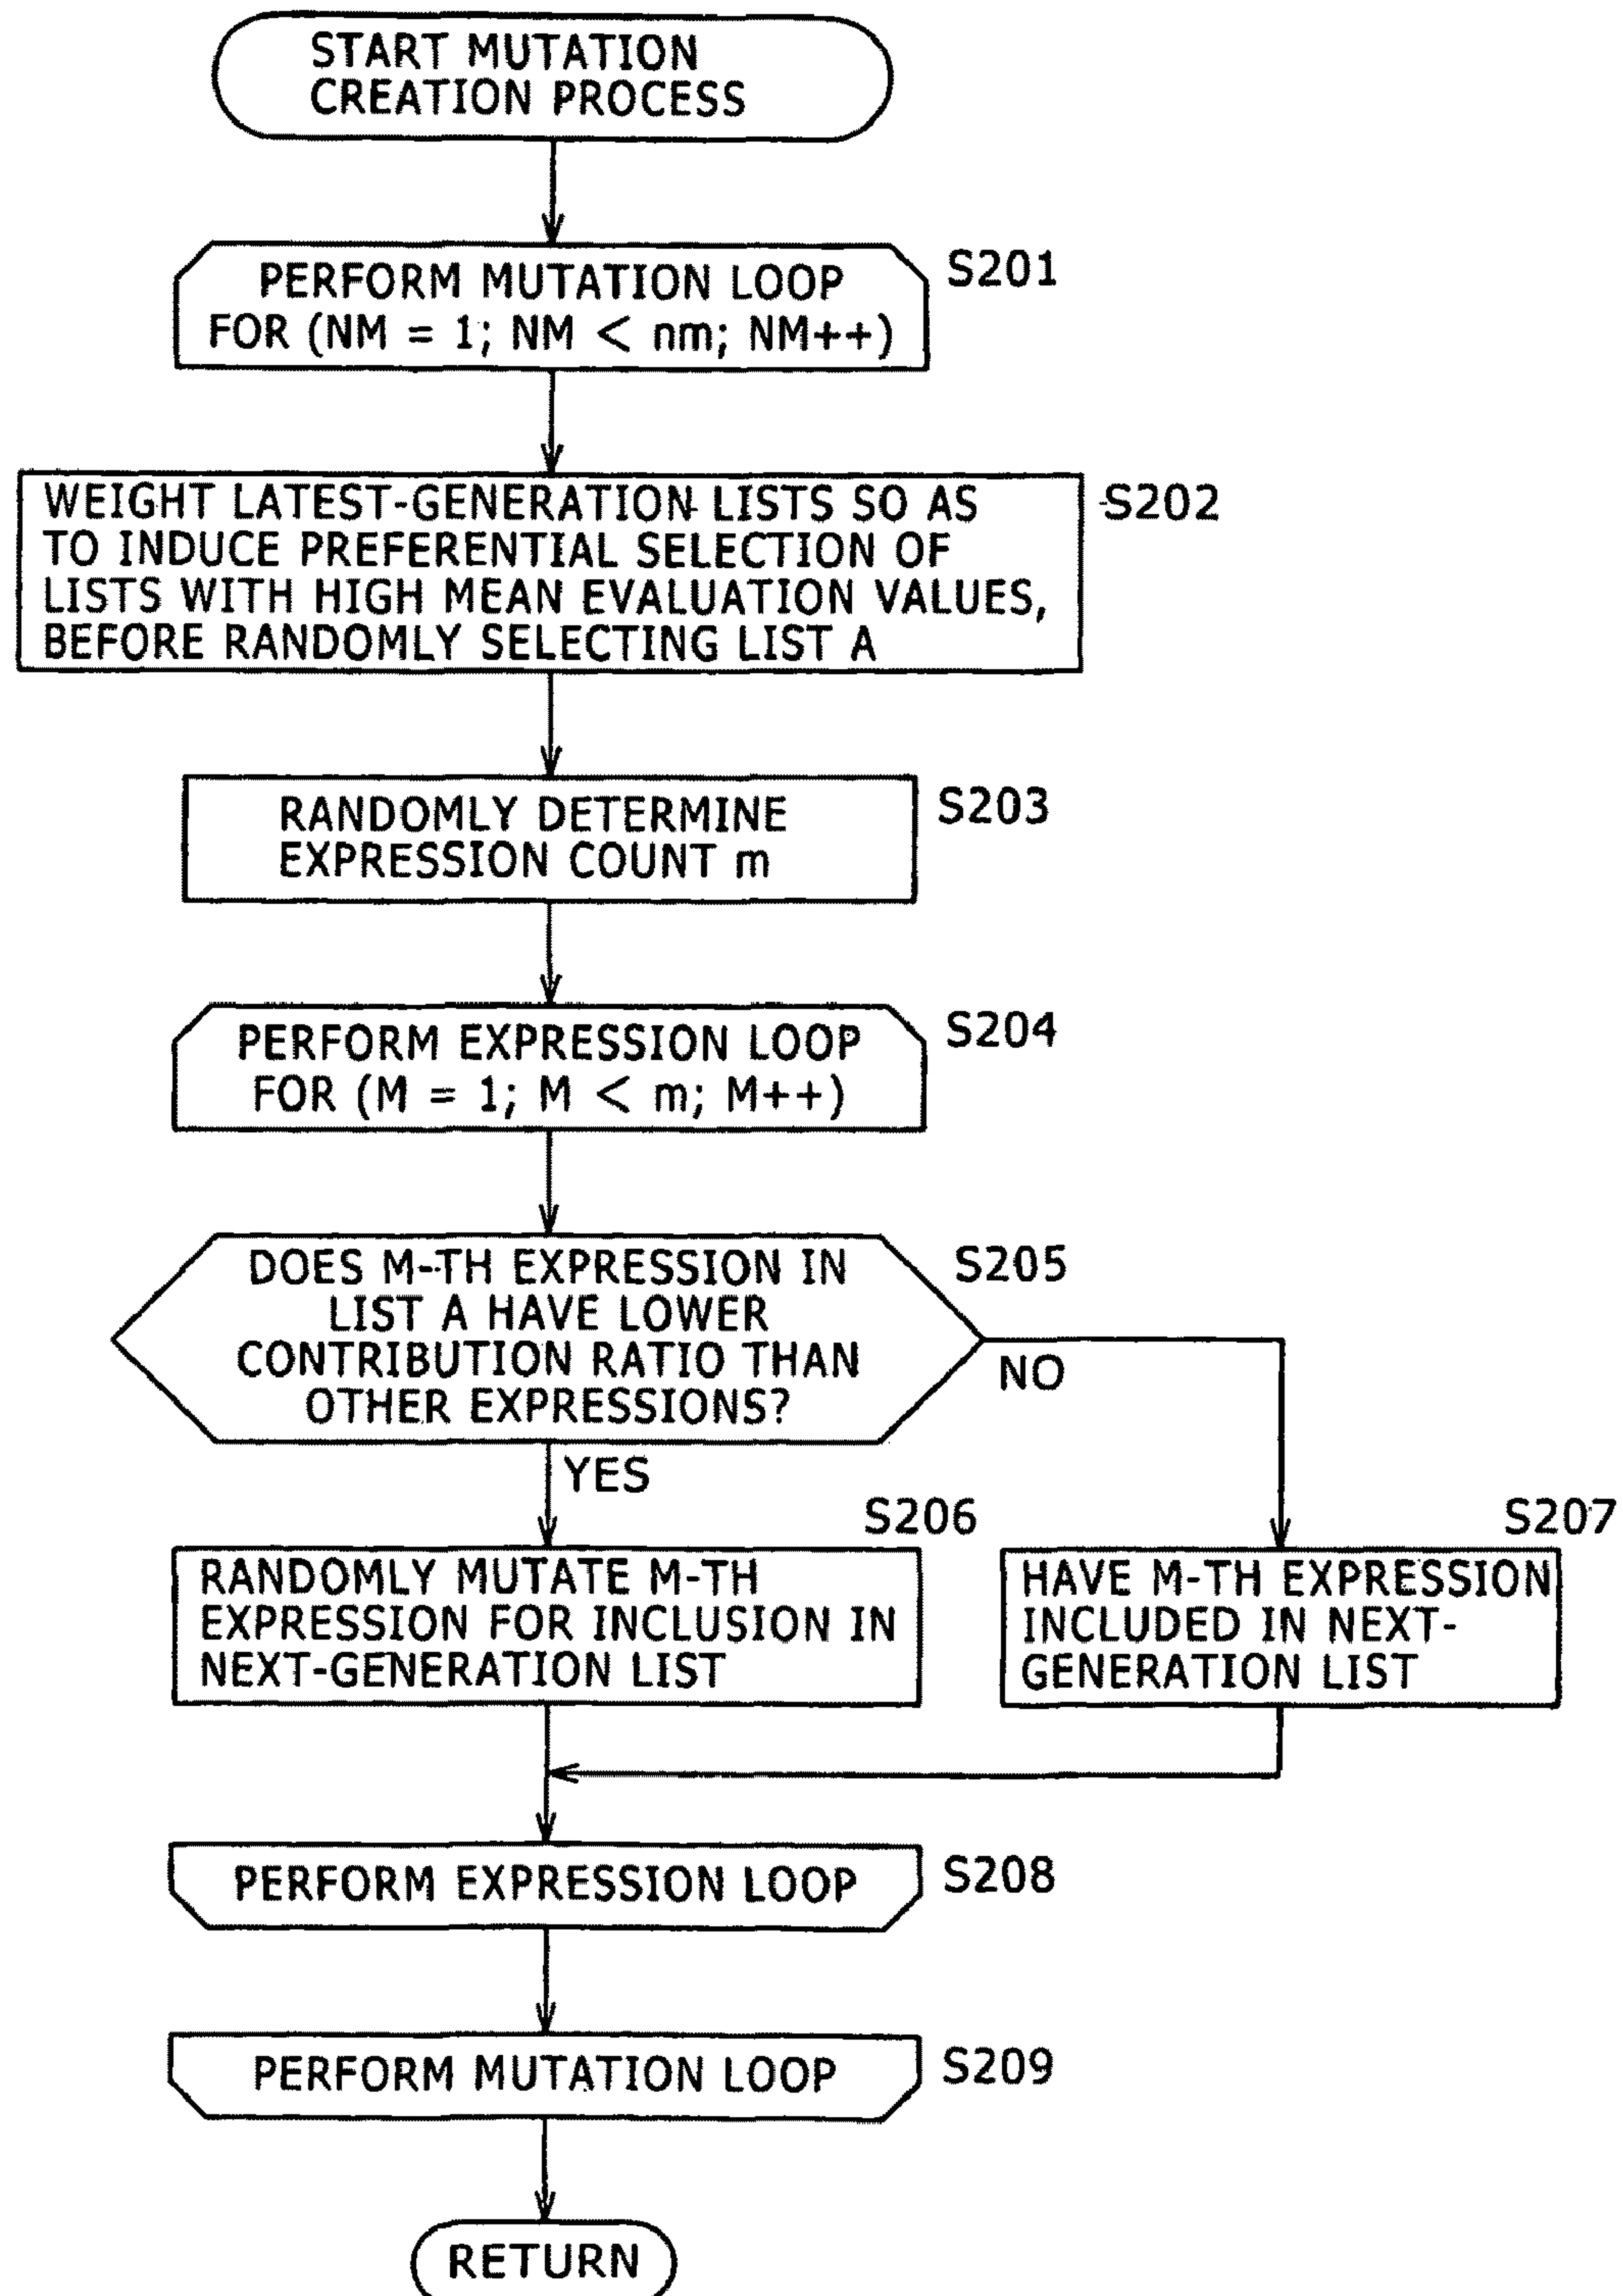 START MUTATION
CREATION PROCESS
PERFORM MUTATION LOOP
FOR (NM = 1; NM < nm; NM++)
S201
WEIGHT LATEST-GENERATION LISTS SO AS
TO INDUCE PREFERENTIAL SELECTION OF
LISTS WITH HIGH MEAN EVALUATION VALUES,
BEFORE RANDOMLY SELECTING LIST A
S202
RANDOMLY DETERMINE
EXPRESSION COUNT m
S203
PERFORM EXPRESSION LOOP
FOR (M = 1; M < m; M++)
S204
DOES M-TH EXPRESSION IN
LIST A HAVE LOWER
CONTRIBUTION RATIO THAN
OTHER EXPRESSIONS?
S205
NO
YES
S206
RANDOMLY MUTATE M-TH
EXPRESSION FOR INCLUSION IN
NEXT-GENERATION LIST
S207
HAVE M-TH EXPRESSION
INCLUDED IN NEXT-
GENERATION LIST
PERFORM EXPRESSION LOOP
S208
PERFORM MUTATION LOOP
S209
RETURN